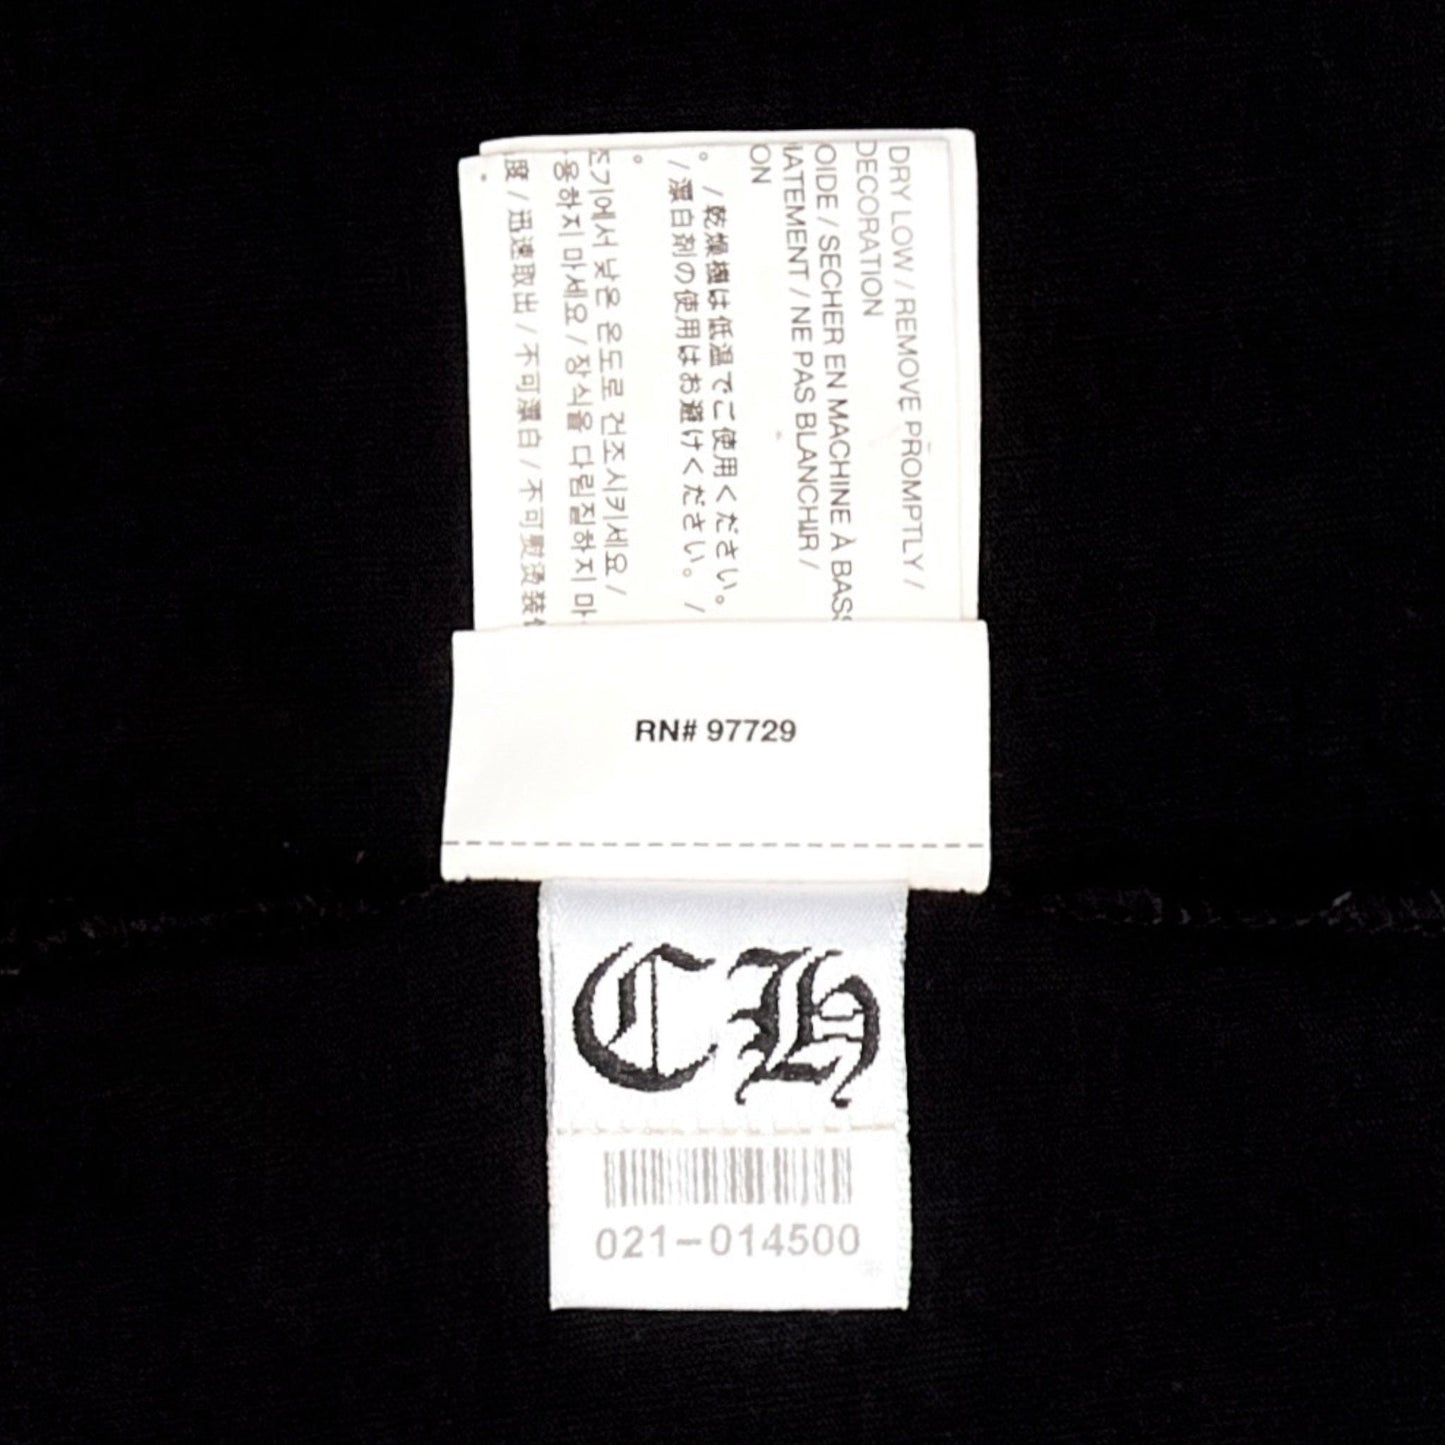 DRY LOW / REMOVE PROMPTLY /
DECORATION
OIDE / SECHER EN MACHINE À BASS
IATEMENT / NE PAS BLANCHIR /
ON
。 / 乾燥機は低温でご使用ください。
/ 漂白剤の使用はお避けください。 /
。
조기에서 낮은 온도로 건조시키세요 /
용하지 마세요 / 장식을 다림질하지 마
度 / 迅速取出 / 不可漂白 / 不可熨烫装
RN# 97729
CH
021-014500